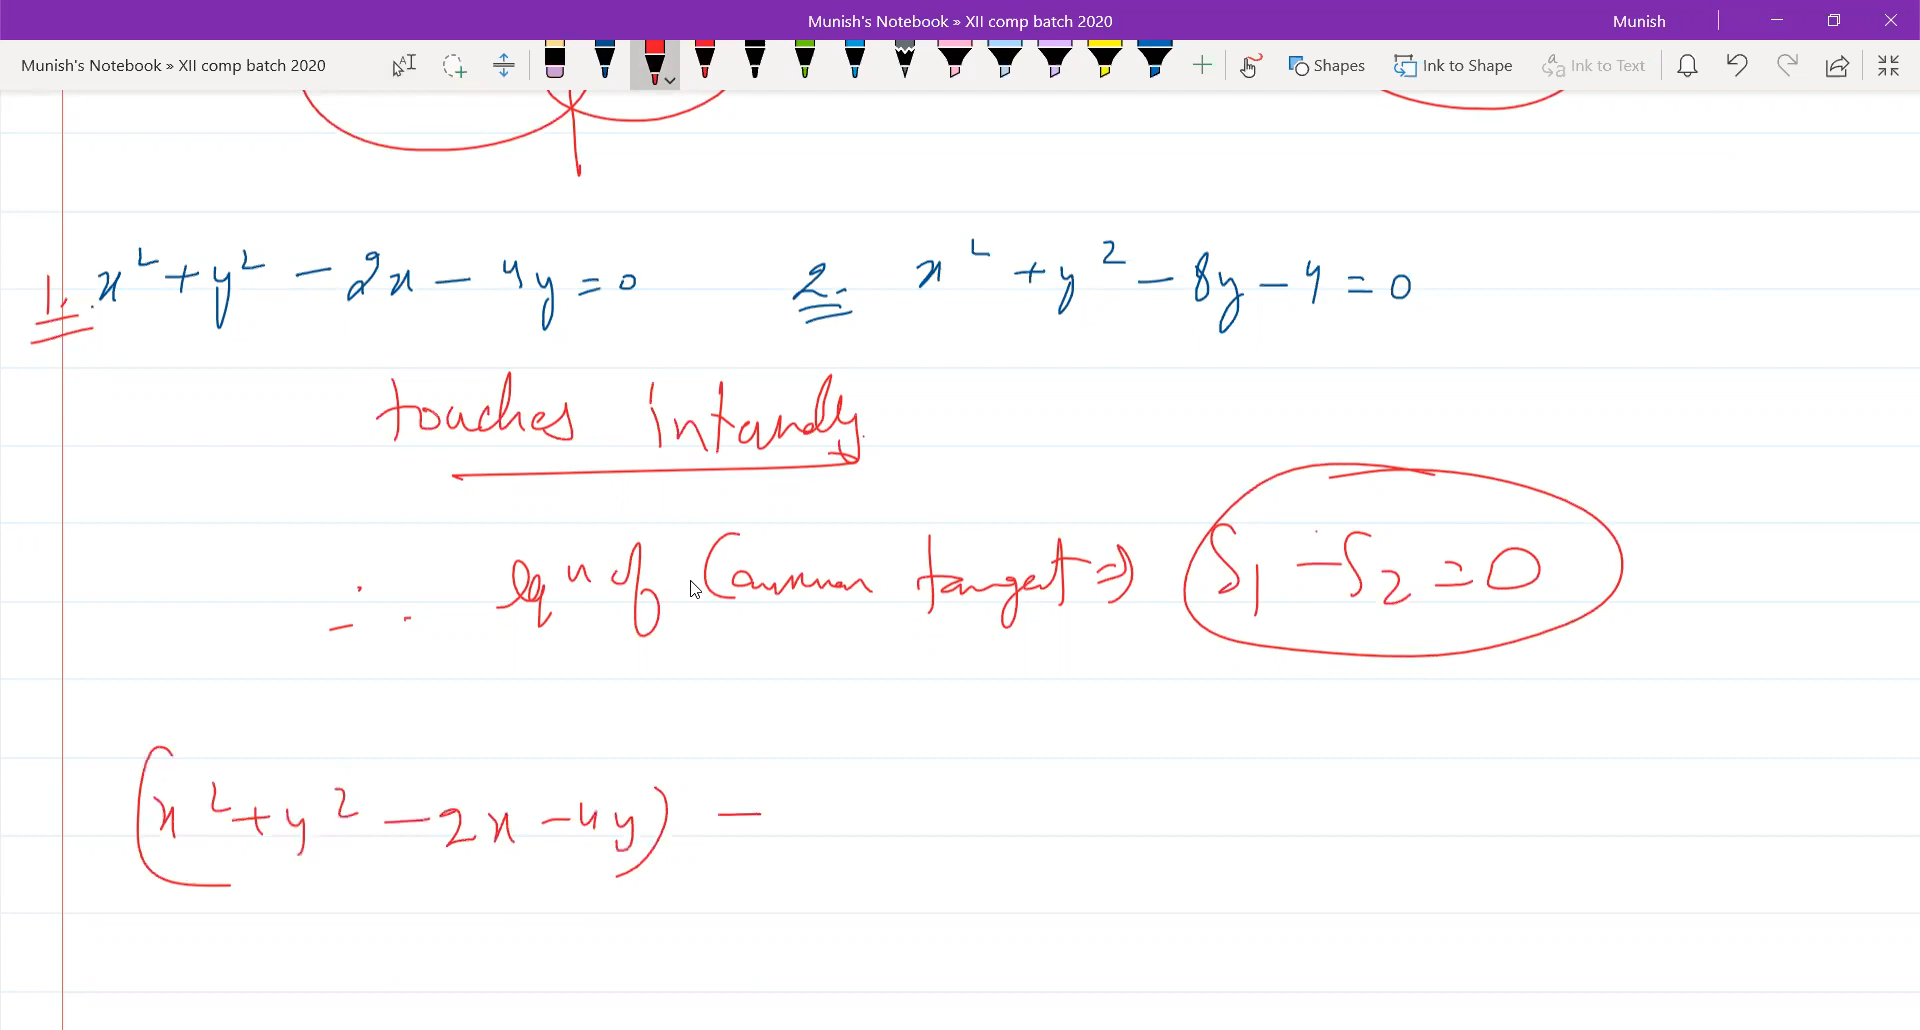 Munish's Notebook » XII comp batch 2020 Munish
Munish's Notebook » XII comp batch 2020 Shapes Ink to Shape Ink to Text
1. x² + y² - 2x - 4y = 0 2. x² + y² - 8y - 4 = 0
touches
∴ eqn of Common tangent ⇒ S₁ - S₂ = 0
(x² + y² - 2x - 4y) -